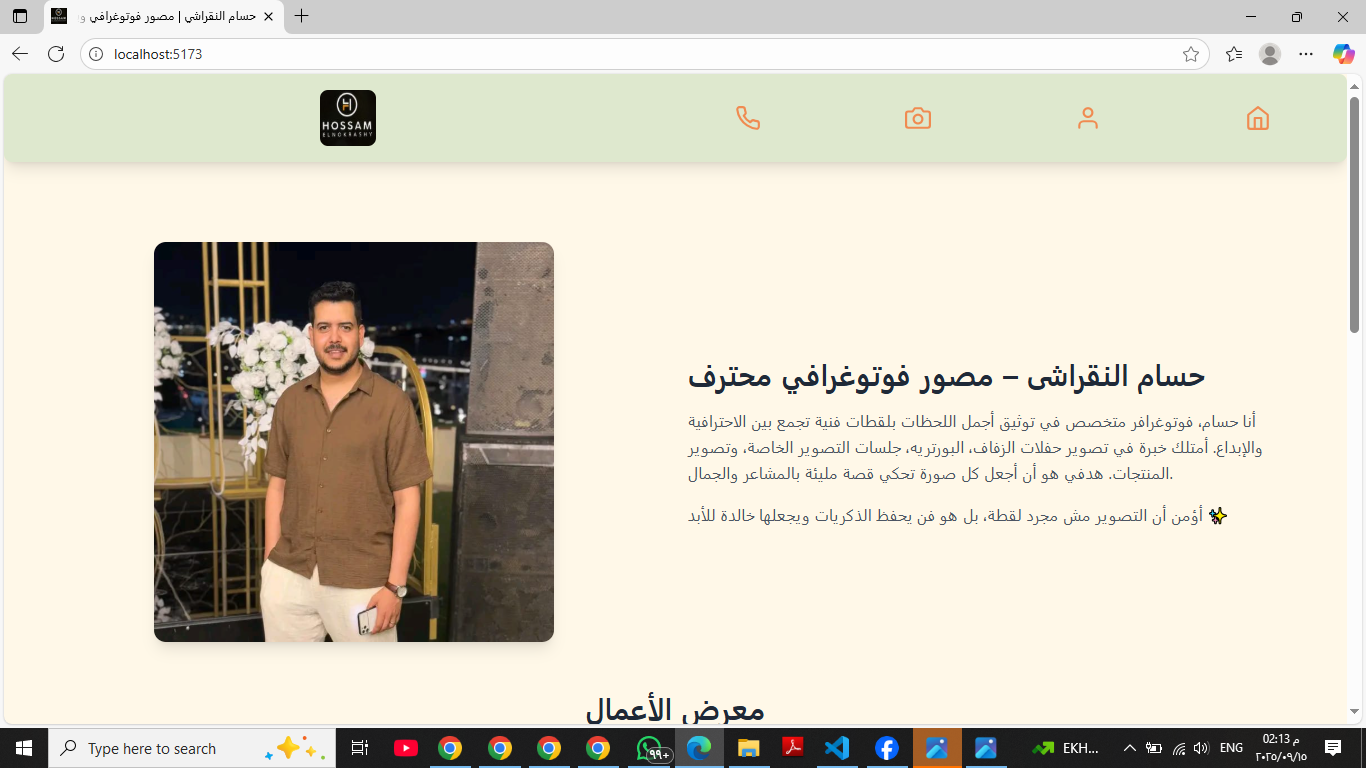 حسام النقراشي | مصور فوتوغرافي
localhost:5173
HOSSAM
ELNOKRASHY
حسام النقراشى – مصور فوتوغرافي محترف
أنا حسام، فوتوغرافر متخصص في توثيق أجمل اللحظات بلقطات فنية تجمع بين الاحترافية
والإبداع. أمتلك خبرة في تصوير حفلات الزفاف، البورتريه، جلسات التصوير الخاصة، وتصوير
المنتجات. هدفي هو أن أجعل كل صورة تحكي قصة مليئة بالمشاعر والجمال.
أؤمن أن التصوير مش مجرد لقطة، بل هو فن يحفظ الذكريات ويجعلها خالدة للأبد ✨
معرض الأعمال
Type here to search
+٩٩
EKH...
ENG
02:13 م
٢٠٢٥/٠٩/١٥